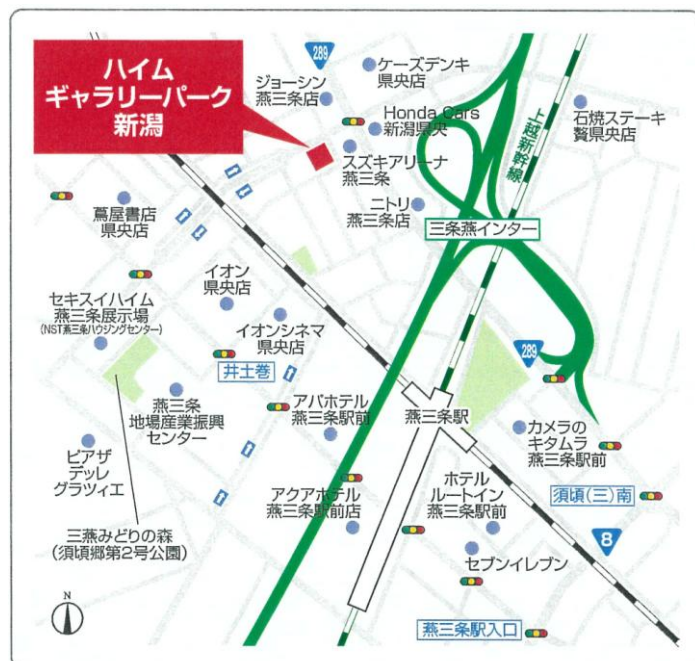 ハイム
ギャラリーパーク
新潟
289
ケーズデンキ
県央店
ジョーシン
燕三条店
Honda Cars
新潟県央
スズキアリーナ
燕三条
上越新幹線
石焼ステーキ
贅県央店
ニトリ
燕三条店
三条燕インター
蔦屋書店
県央店
イオン
県央店
セキスイハイム
燕三条展示場
(NST燕三条ハウジングセンター)
イオンシネマ
県央店
井土巻
289
燕三条
地場産業振興
センター
アパホテル
燕三条駅前
燕三条駅
カメラの
キタムラ
燕三条駅前
ピアザ
デッレ
グラツィエ
アクアホテル
燕三条駅前店
ホテル
ルートイン
燕三条駅前
須頃(三)南
三燕みどりの森
(須頃郷第2号公園)
8
セブンイレブン
N
燕三条駅入口